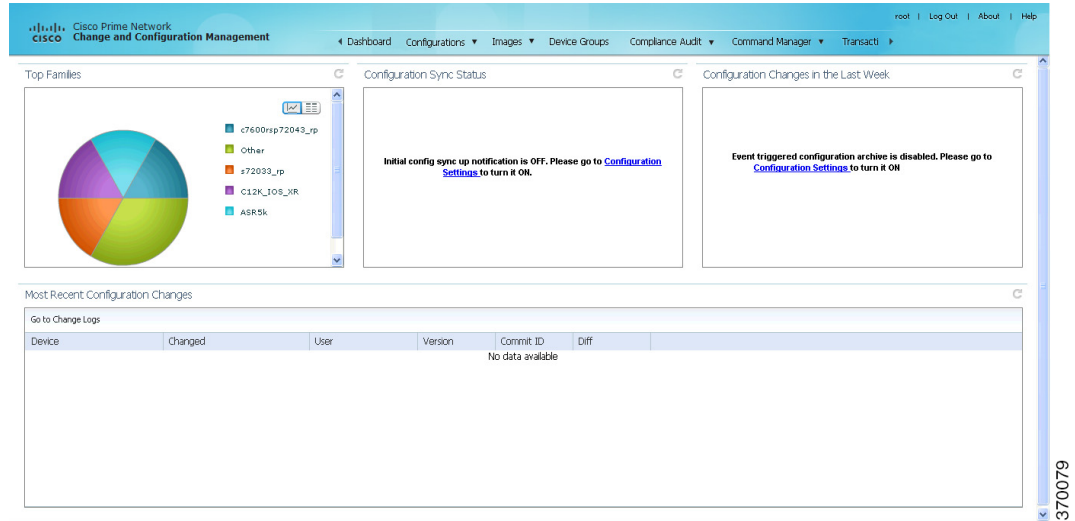 root | Log Out | About | Help
Cisco Prime Network
CISCO Change and Configuration Management
Dashboard Configurations Images Device Groups Compliance Audit Command Manager Transacti
Top Families
c7600rsp72043_rp
Other
s72033_rp
C12K_IOS_XR
ASR5k
Configuration Sync Status
Initial config sync up notification is OFF. Please go to Configuration
Settings to turn it ON.
Configuration Changes in the Last Week
Event triggered configuration archive is disabled. Please go to
Configuration Settings to turn it ON
Most Recent Configuration Changes
Go to Change Logs
Device Changed User Version Commit ID Diff
No data available
370079